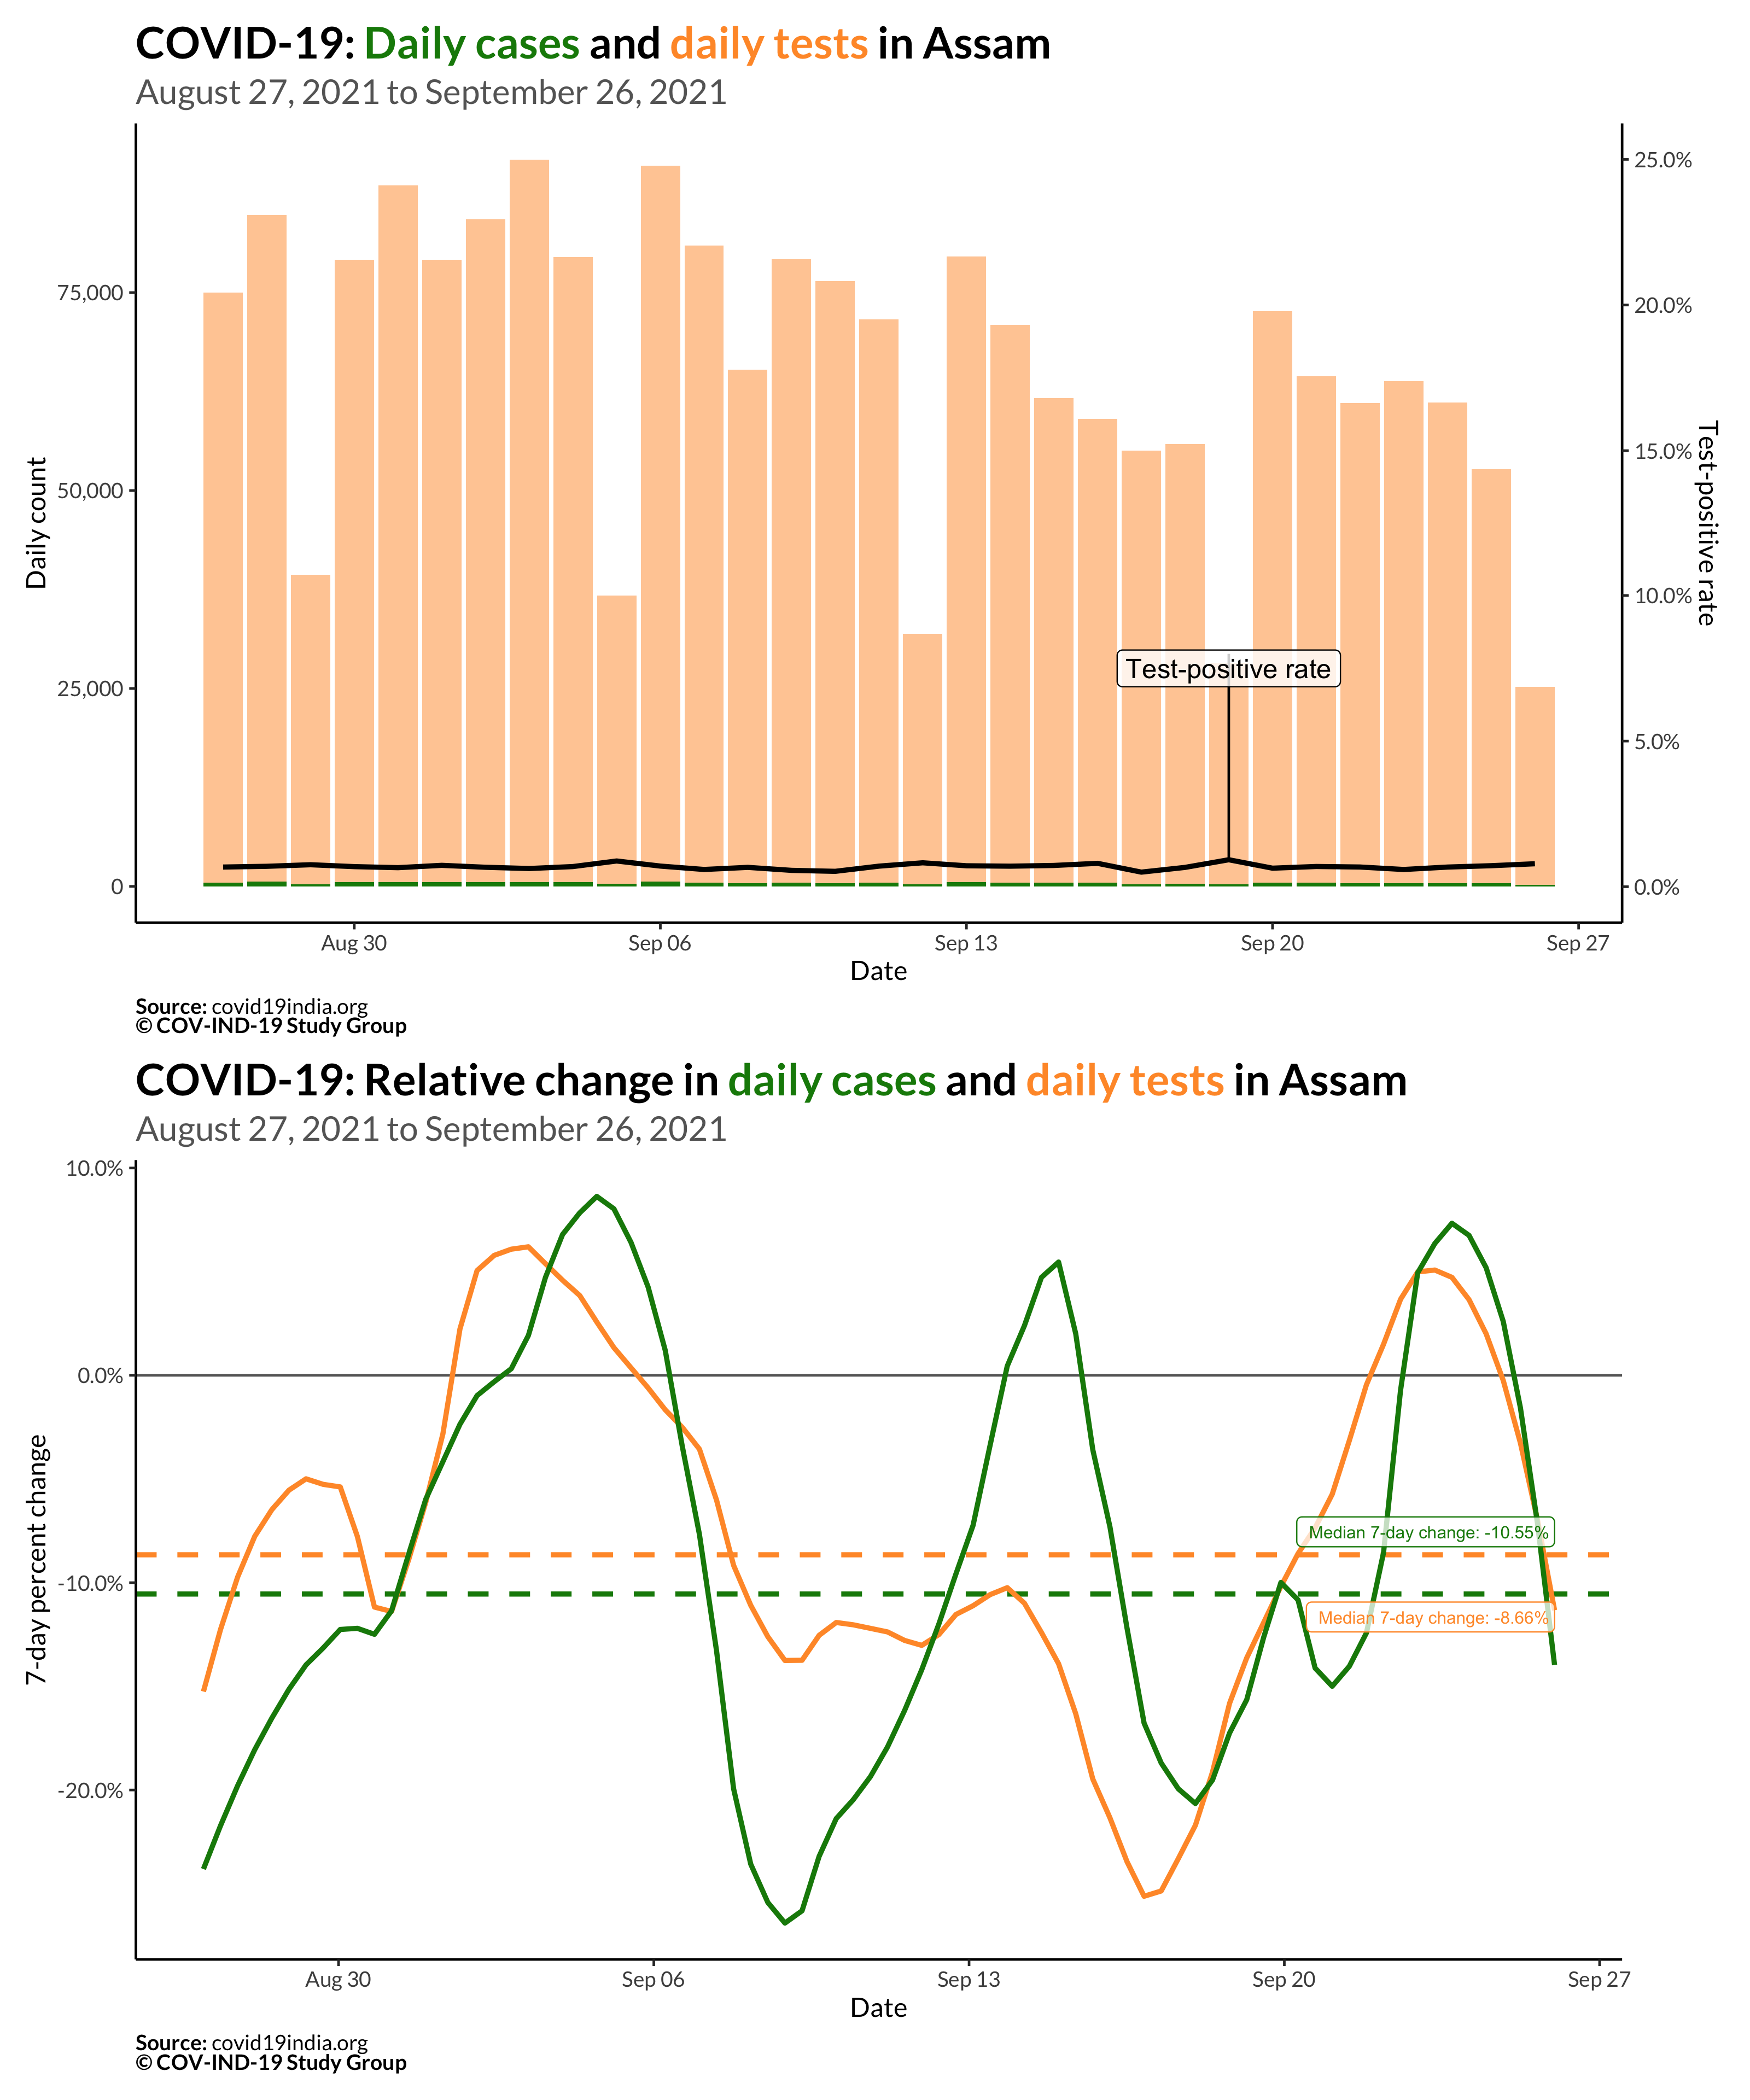 COVID-19: Daily cases and daily tests in Assam
August 27, 2021 to September 26, 2021
25.0%
75,000
20.0%
50,000
15.0%
10.0%
25,000
5.0%
0
0.0%
Daily count
Test-positive rate
Test-positive rate
Aug 30
Sep 06
Sep 13
Sep 20
Sep 27
Date
Source: covid19india.org
© COV-IND-19 Study Group
COVID-19: Relative change in daily cases and daily tests in Assam
August 27, 2021 to September 26, 2021
10.0%
0.0%
-10.0%
-20.0%
7-day percent change
Median 7-day change: -10.55%
Median 7-day change: -8.66%
Aug 30
Sep 06
Sep 13
Sep 20
Sep 27
Date
Source: covid19india.org
© COV-IND-19 Study Group